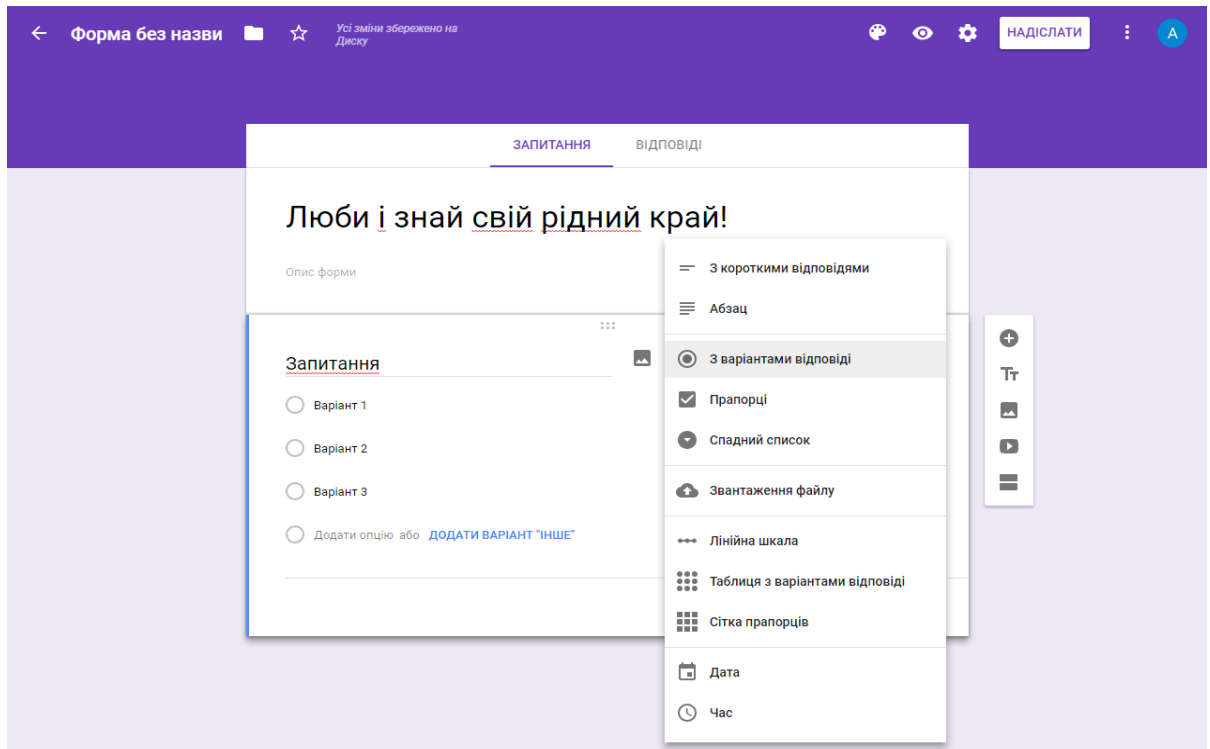 Форма без назви
Усі зміни збережено на
Диску
НАДІСЛАТИ
А
ЗАПИТАННЯ ВІДПОВІДІ
Люби і знай свій рідний край!
Опис форми
Запитання
Варіант 1
Варіант 2
Варіант 3
Додати опцію або ДОДАТИ ВАРІАНТ "ІНШЕ"
З короткими відповідями
Абзац
З варіантами відповіді
Прапорці
Спадний список
Звантаження файлу
Лінійна шкала
Таблиця з варіантами відповіді
Сітка прапорців
Дата
Час
Тт